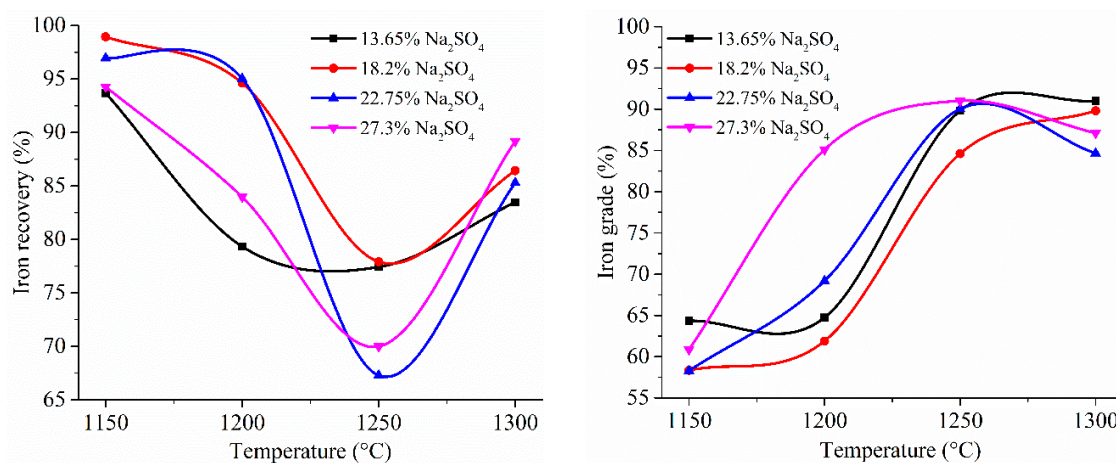 100
95
90
85
80
75
70
65
Iron recovery (%)
1150
1200
1250
1300
Temperature (°C)
13.65% Na₂SO₄
18.2% Na₂SO₄
22.75% Na₂SO₄
27.3% Na₂SO₄
100
95
90
85
80
75
70
65
60
55
Iron grade (%)
1150
1200
1250
1300
Temperature (°C)
13.65% Na₂SO₄
18.2% Na₂SO₄
22.75% Na₂SO₄
27.3% Na₂SO₄